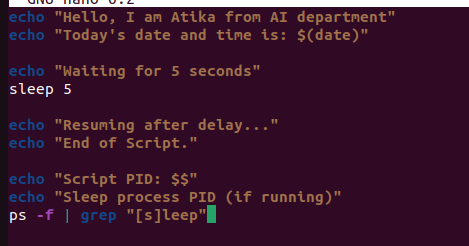 GNU nano 6.2
echo "Hello, I am Atika from AI department"
echo "Today's date and time is: $(date)"
echo "Waiting for 5 seconds"
sleep 5
echo "Resuming after delay..."
echo "End of Script."
echo "Script PID: $$"
echo "Sleep process PID (if running)"
ps -f | grep "[s]leep"